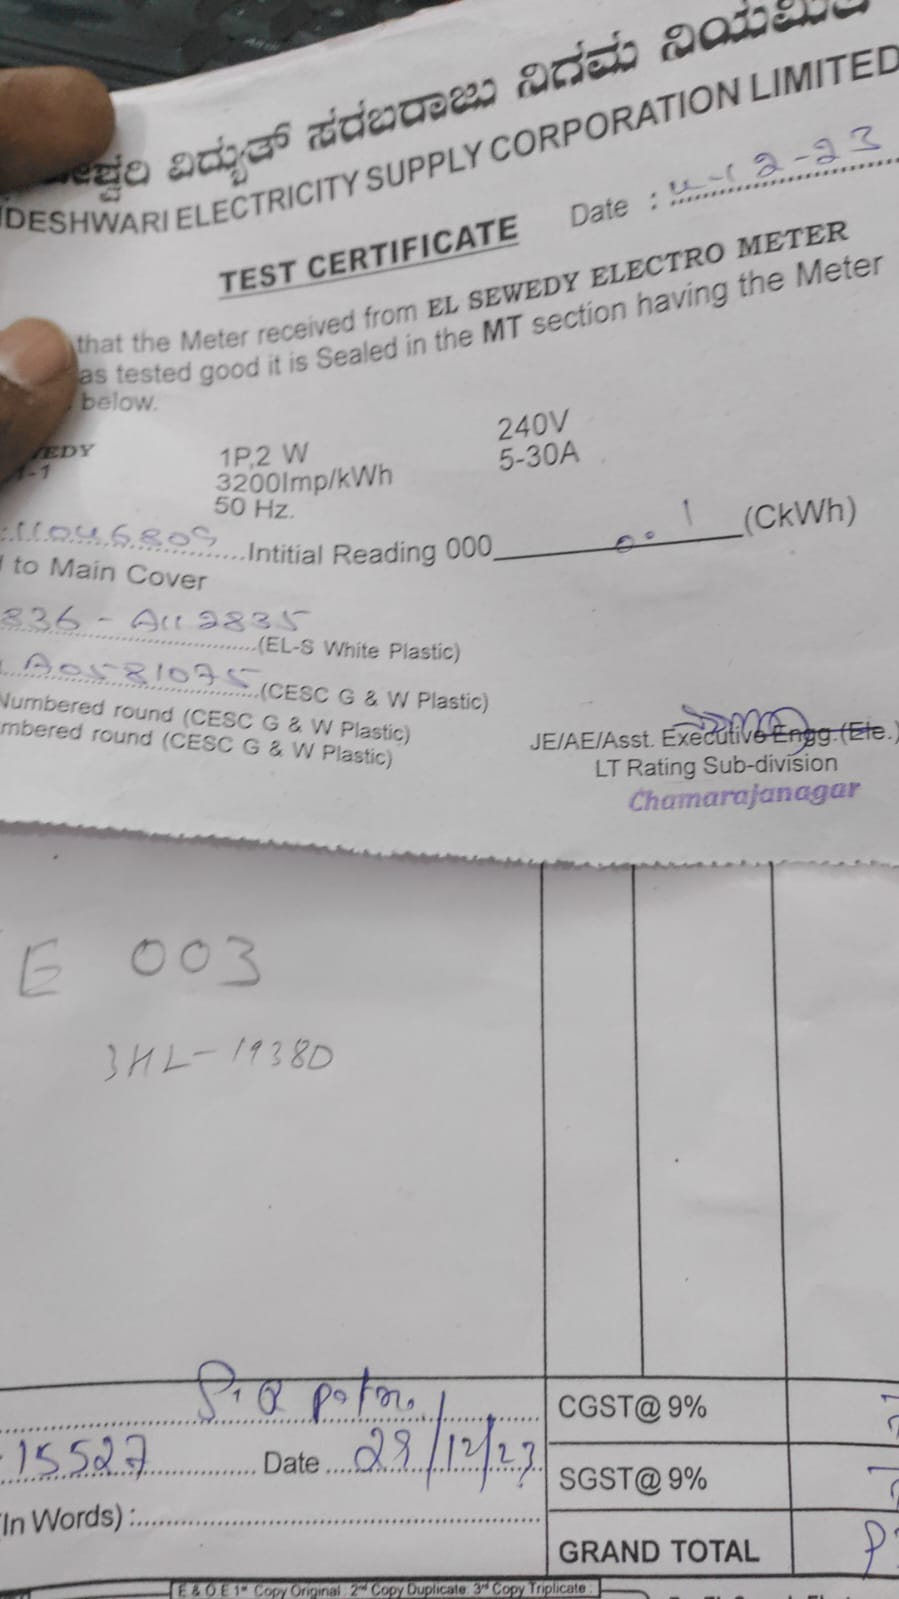 ವಿದ್ಯುತ್ ಸರಬರಾಜು ನಿಗಮ ನಿಯಮಿತ
DESHWARI ELECTRICITY SUPPLY CORPORATION LIMITED
TEST CERTIFICATE Date : -12-23
that the Meter received from EL SEWEDY ELECTRO METER
as tested good it is Sealed in the MT section having the Meter
below.
EDY 1P,2 W 240V
-1 3200Imp/kWh 5-30A
50 Hz.
:11046809 Intitial Reading 000 0.1 (CkWh)
to Main Cover
836 - A112835 (EL-S White Plastic)
A0581075 (CESC G & W Plastic)
Numbered round (CESC G & W Plastic)
mbered round (CESC G & W Plastic)
JE/AE/Asst. Executive Engg.(Ele.)
LT Rating Sub-division
Chamarajanagar
E 003
3HL-19380
CGST@ 9%
15527 Date 29/12/23
SGST@ 9%
In Words) :
GRAND TOTAL
E & O E 1st Copy Original : 2nd Copy Duplicate: 3rd Copy Triplicate :